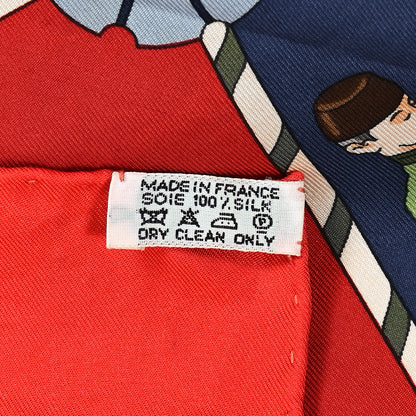 MADE IN FRANCE
SOIE 100% SILK
P
DRY CLEAN ONLY